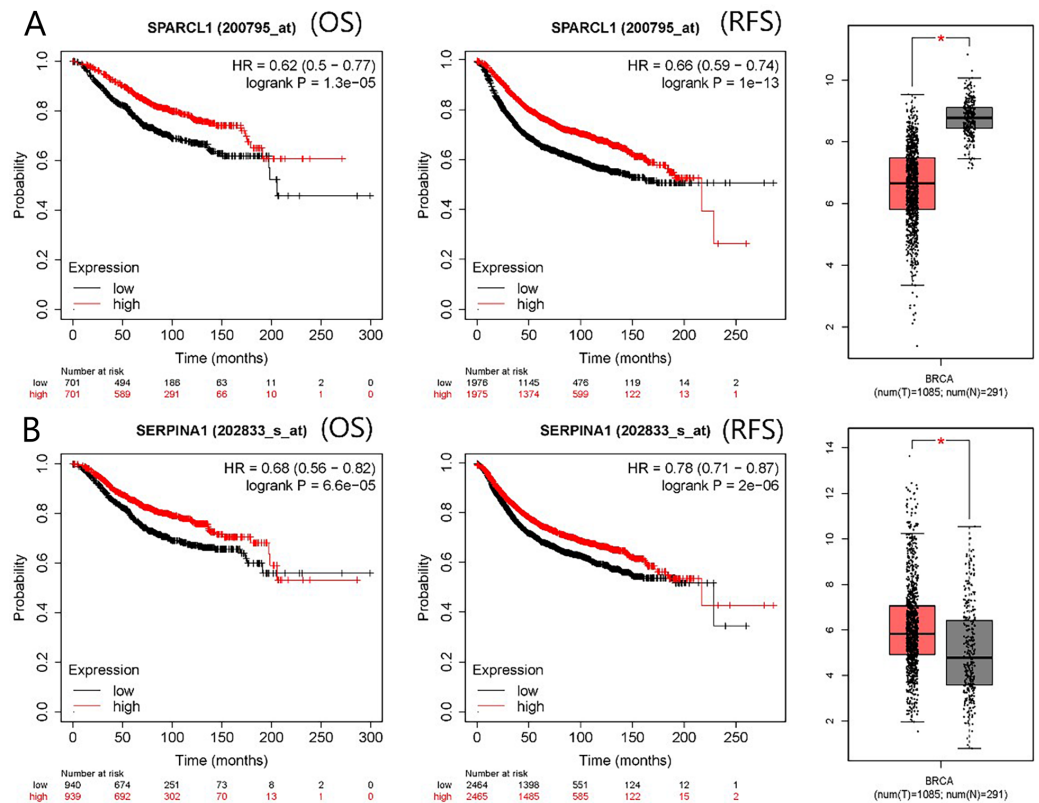 A
SPARCL1 (200795_at) (OS)
HR = 0.62 (0.5 − 0.77)
logrank P = 1.3e−05
Probability
0.0 0.2 0.4 0.6 0.8 1.0
Expression
low
high
0 50 100 150 200 250 300
Time (months)
Number at risk
low 701 494 186 63 11 2 0
high 701 589 291 66 10 1 0
SPARCL1 (200795_at) (RFS)
HR = 0.66 (0.59 − 0.74)
logrank P = 1e−13
Probability
0.0 0.2 0.4 0.6 0.8 1.0
Expression
low
high
0 50 100 150 200 250
Time (months)
Number at risk
low 1976 1145 476 119 14 2
high 1975 1374 599 122 13 1
*
2 4 6 8 10
BRCA
(num(T)=1085; num(N)=291)
B
SERPINA1 (202833_s_at) (OS)
HR = 0.68 (0.56 − 0.82)
logrank P = 6.6e−05
Probability
0.0 0.2 0.4 0.6 0.8 1.0
Expression
low
high
0 50 100 150 200 250 300
Time (months)
Number at risk
low 940 674 251 73 8 2 0
high 939 692 302 70 13 1 0
SERPINA1 (202833_s_at) (RFS)
HR = 0.78 (0.71 − 0.87)
logrank P = 2e−06
Probability
0.0 0.2 0.4 0.6 0.8 1.0
Expression
low
high
0 50 100 150 200 250
Time (months)
Number at risk
low 2464 1398 551 124 12 1
high 2465 1485 585 122 15 2
*
2 4 6 8 10 12 14
BRCA
(num(T)=1085; num(N)=291)